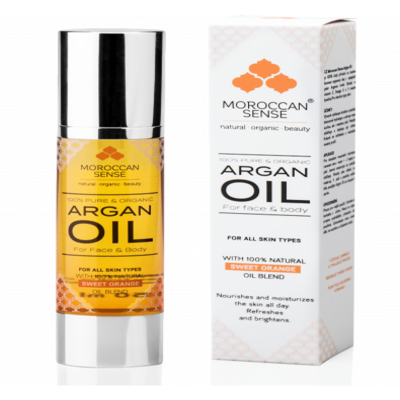 MOROCCAN
SENSE
natural · organic · beauty
100% PURE & ORGANIC
ARGAN
OIL
For Face & Body
FOR ALL SKIN TYPES
WITH 100% NATURAL
SWEET ORANGE
OIL BLEND
MOROCCAN®
SENSE
natural · organic · beauty
100% PURE & ORGANIC
ARGAN
OIL
For face & body
FOR ALL SKIN TYPES
WITH 100% NATURAL
SWEET ORANGE
OIL BLEND
Nourishes and moisturizes
the skin all day.
Refreshes
and brightens.